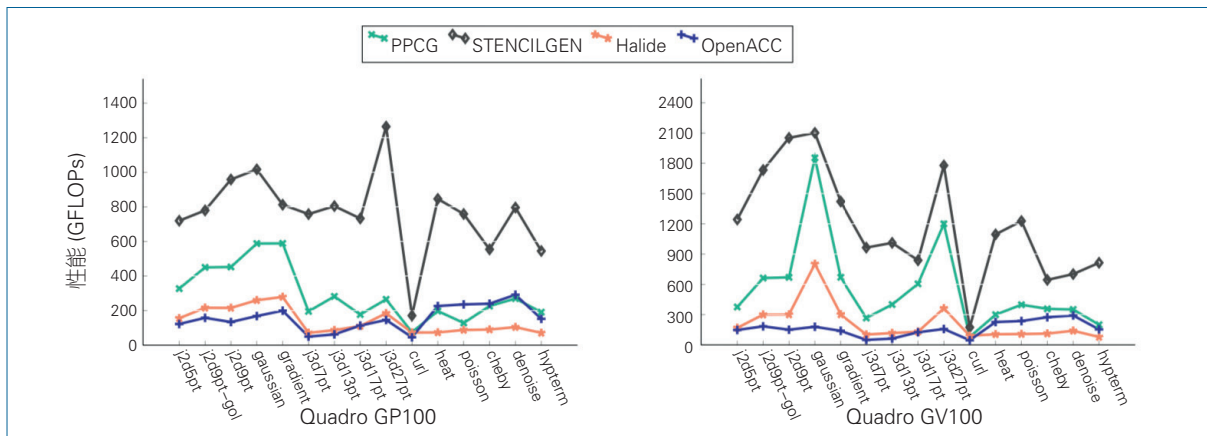 PPCG STENCILGEN Halide OpenACC
性能 (GFLOPs)
1400
1200
1000
800
600
400
200
0
j2d5pt
j2d9pt-gol
j2d9pt
gaussian
gradient
j3d7pt
j3d13pt
j3d17pt
j3d27pt
curl
heat
poisson
cheby
denoise
hypterm
Quadro GP100
2400
2100
1800
1500
1200
900
600
300
0
j2d5pt
j2d9pt-gol
j2d9pt
gaussian
gradient
j3d7pt
j3d13pt
j3d17pt
j3d27pt
curl
heat
poisson
cheby
denoise
hypterm
Quadro GV100